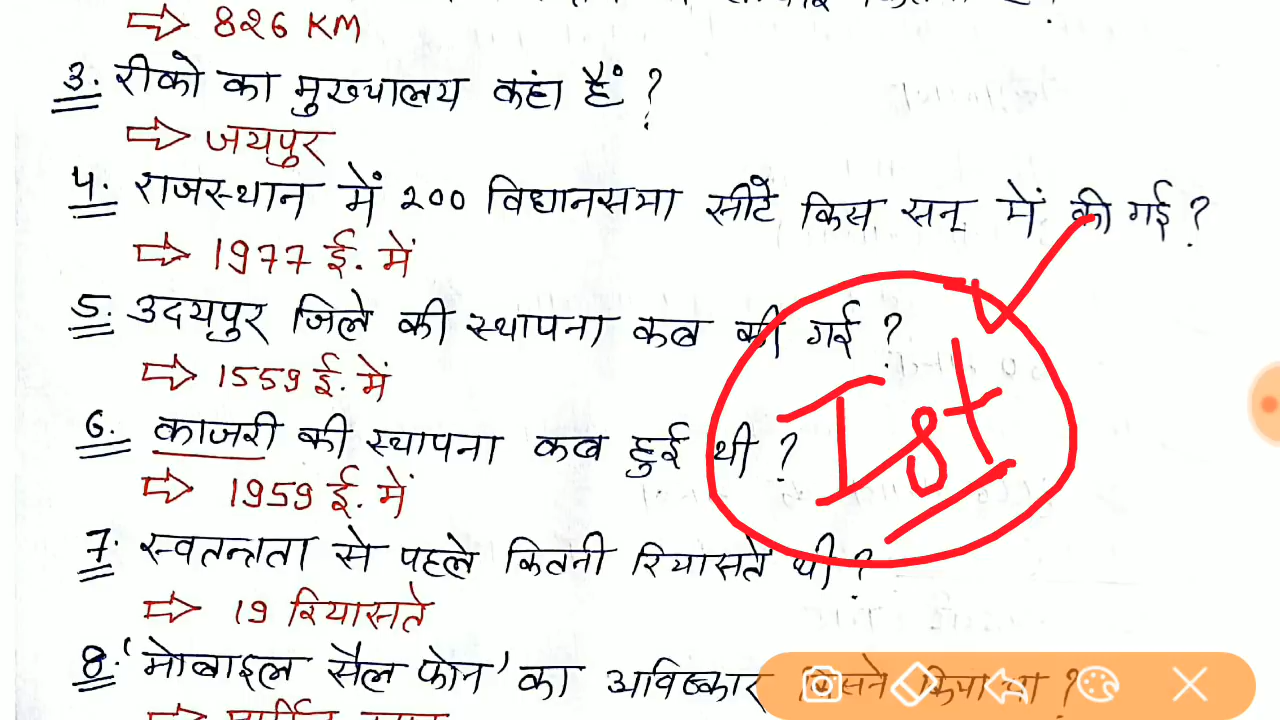 ⇒ 826 KM
3. रीको का मुख्यालय कहां हैं ?
⇒ जयपुर
4. राजस्थान में 200 विधानसभा सीटें किस सन् में की गई ?
⇒ 1977 ई. में
5. उदयपुर जिले की स्थापना कब की गई ?
⇒ 1559 ई. में
6. काजरी की स्थापना कब हुई थी ?
⇒ 1959 ई. में
Ist
7. स्वतन्त्रता से पहले कितनी रियासते थी ?
⇒ 19 रियासते
8. 'मोबाइल सैल फोन' का अविष्कार किसने किया था ?